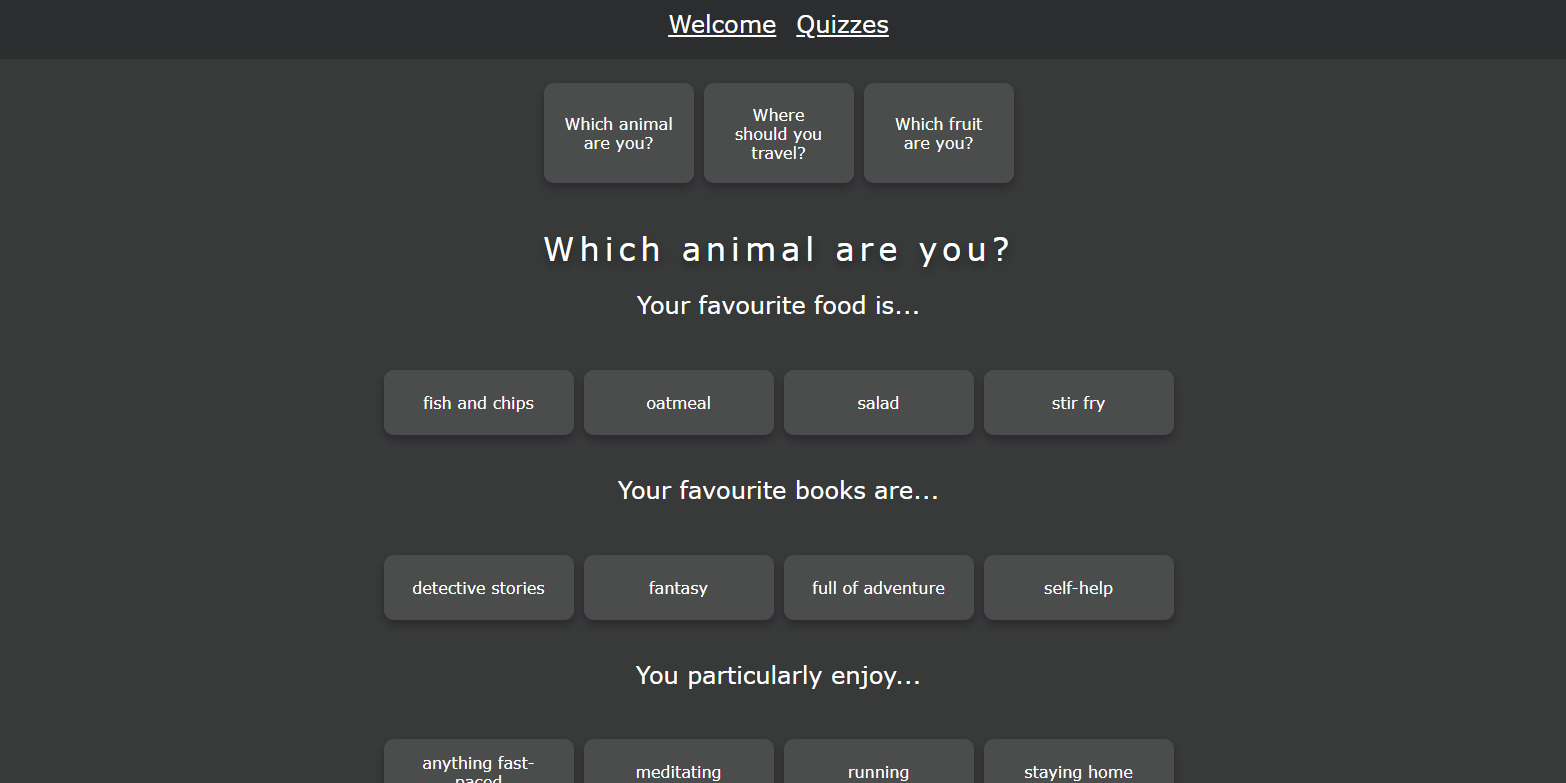 Welcome Quizzes
Which animal
are you?
Where
should you
travel?
Which fruit
are you?
Which animal are you?
Your favourite food is...
fish and chips
oatmeal
salad
stir fry
Your favourite books are...
detective stories
fantasy
full of adventure
self-help
You particularly enjoy...
anything fast-
paced
meditating
running
staying home